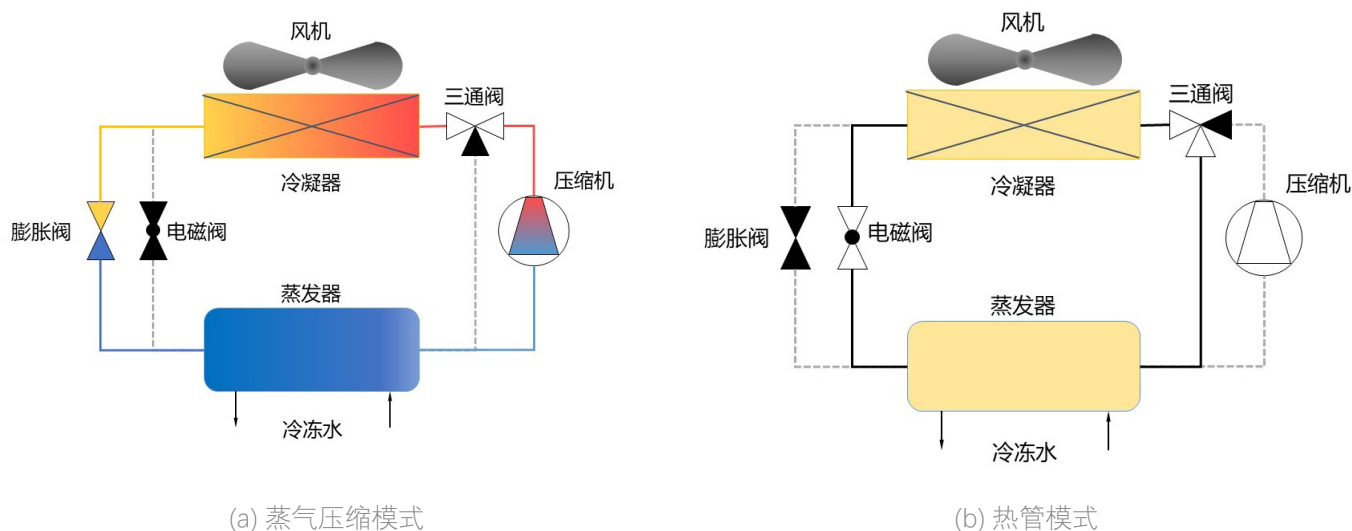 风机
三通阀
冷凝器
压缩机
膨胀阀
电磁阀
蒸发器
冷冻水
(a) 蒸气压缩模式
风机
三通阀
冷凝器
压缩机
膨胀阀
电磁阀
蒸发器
冷冻水
(b) 热管模式